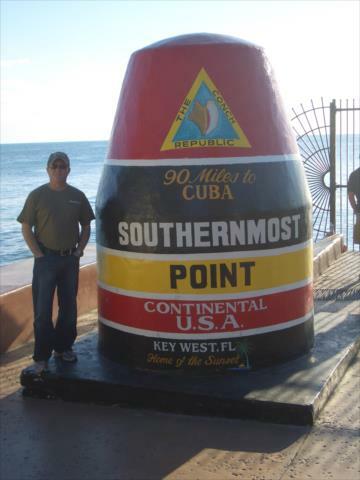 THE CONCH
REPUBLIC
90 Miles to
CUBA
SOUTHERNMOST
POINT
CONTINENTAL
U.S.A.
KEY WEST, FL
Home of the Sunset